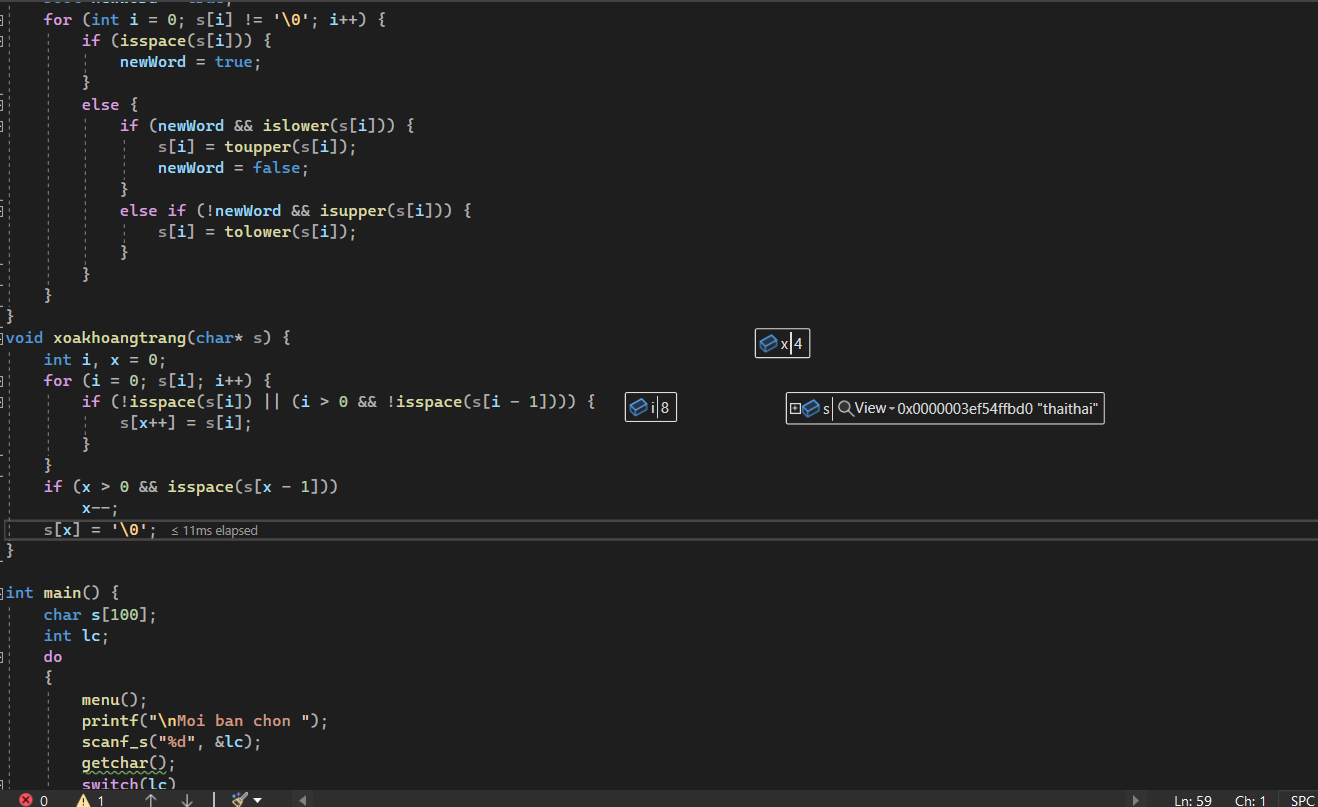 for (int i = 0; s[i] != '\0'; i++) {
if (isspace(s[i])) {
newWord = true;
}
else {
if (newWord && islower(s[i])) {
s[i] = toupper(s[i]);
newWord = false;
}
else if (!newWord && isupper(s[i])) {
s[i] = tolower(s[i]);
}
}
}
}
void xoakhoangtrang(char* s) {
x 4
int i, x = 0;
for (i = 0; s[i]; i++) {
if (!isspace(s[i]) || (i > 0 && !isspace(s[i - 1]))) {
i 8
s View 0x0000003ef54ffbd0 "thaithai"
s[x++] = s[i];
}
}
if (x > 0 && isspace(s[x - 1]))
x--;
s[x] = '\0'; ≤ 11ms elapsed
}
int main() {
char s[100];
int lc;
do
{
menu();
printf("\nMoi ban chon ");
scanf_s("%d", &lc);
getchar();
switch(lc)
0 1 Ln: 59 Ch: 1 SPC